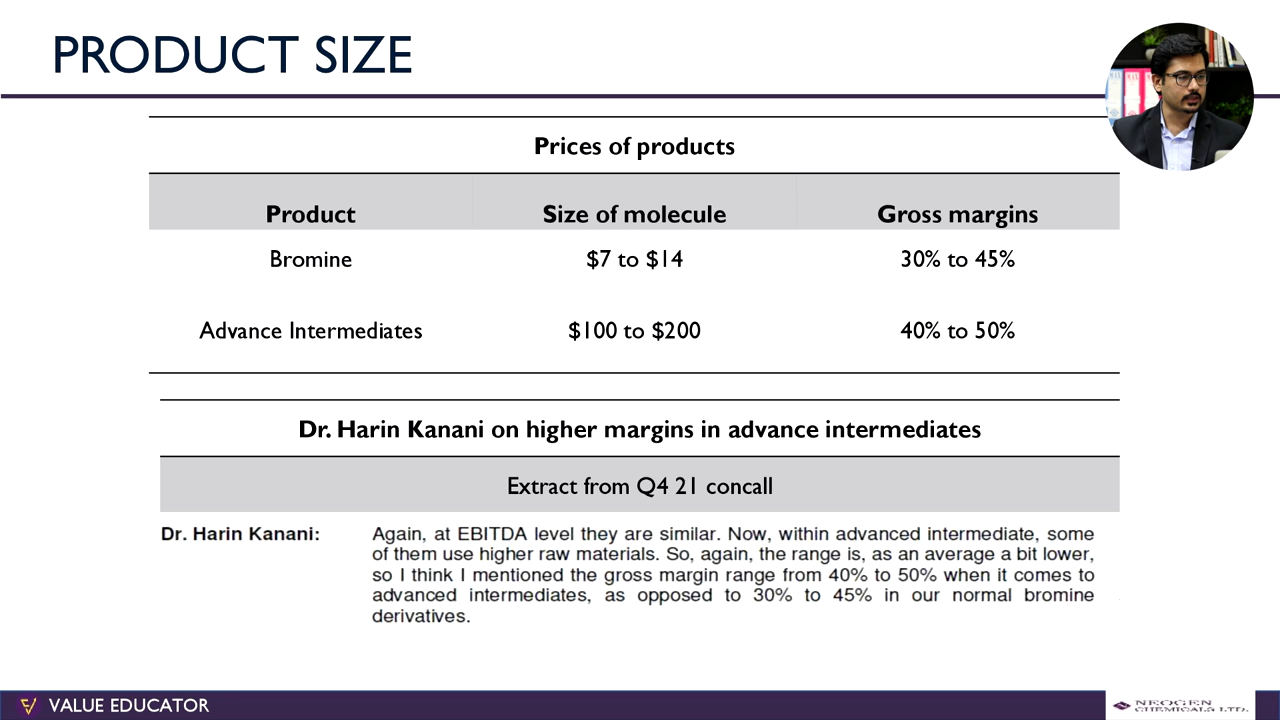 PRODUCT SIZE
Prices of products
Product Size of molecule Gross margins
Bromine $7 to $14 30% to 45%
Advance Intermediates $100 to $200 40% to 50%
Dr. Harin Kanani on higher margins in advance intermediates
Extract from Q4 21 concall
Dr. Harin Kanani: Again, at EBITDA level they are similar. Now, within advanced intermediate, some
of them use higher raw materials. So, again, the range is, as an average a bit lower,
so I think I mentioned the gross margin range from 40% to 50% when it comes to
advanced intermediates, as opposed to 30% to 45% in our normal bromine
derivatives.
VALUE EDUCATOR
NEOGEN
CHEMICALS LTD.